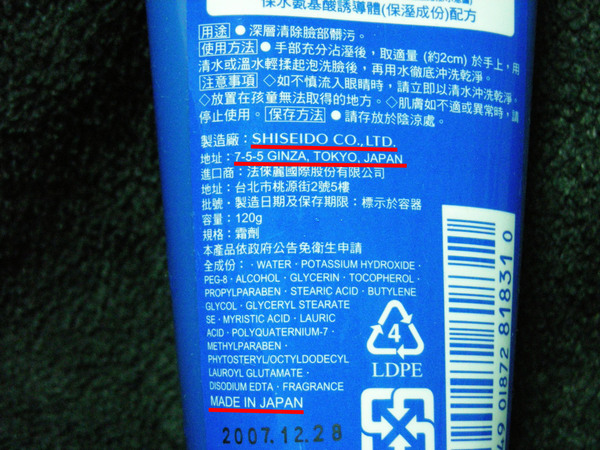 保水氨基酸誘導體(保溼成份)配方
用途 ● 深層清除臉部髒污。
使用方法 ● 手部充分沾溼後，取適量 (約2cm) 於手上，用
清水或溫水輕揉起泡洗臉後，再用水徹底沖洗乾淨。
注意事項 ◇如不慎流入眼睛時，請立即以清水沖洗乾淨。
◇放置在孩童無法取得的地方。◇肌膚如有不適或異常時，請
停止使用。保存方法 ● 請存放於陰涼處。
製造廠：SHISEIDO CO.,LTD.
地址：7-5-5 GINZA, TOKYO, JAPAN
進口商：法保麗國際股份有限公司
地址：台北市桃源街2號5樓
批號、製造日期及保存期限：標示於容器
容量：120g
規格：霜劑
本產品依政府公告免衛生申請
全成份：· WATER · POTASSIUM HYDROXIDE ·
PEG-8 · ALCOHOL · GLYCERIN · TOCOPHEROL ·
PROPYLPARABEN · STEARIC ACID · BUTYLENE
GLYCOL · GLYCERYL STEARATE
SE · MYRISTIC ACID · LAURIC
ACID · POLYQUATERNIUM-7 ·
METHYLPARABEN ·
PHYTOSTERYL/OCTYLDODECYL
LAUROYL GLUTAMATE ·
DISODIUM EDTA · FRAGRANCE
MADE IN JAPAN
2007.12.28
4
LDPE
49 01872 81831 0